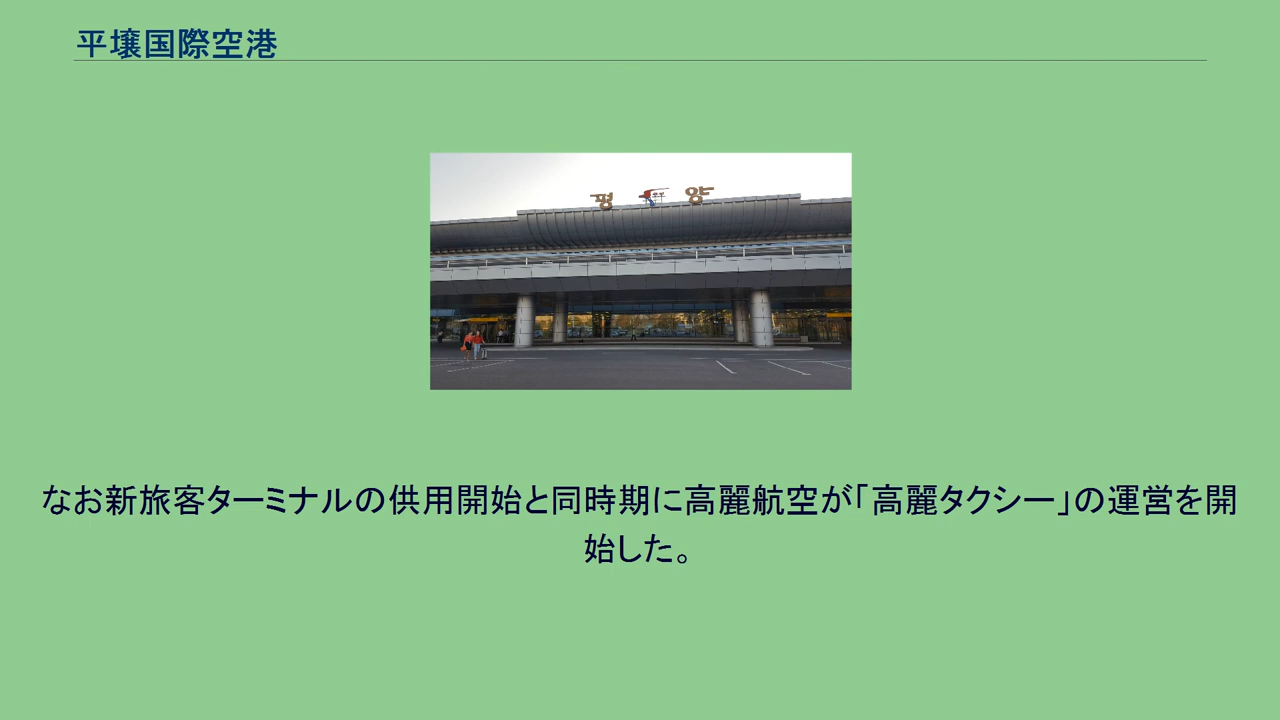 平壌国際空港
평양
なお新旅客ターミナルの供用開始と同時期に高麗航空が「高麗タクシー」の運営を開
始した。